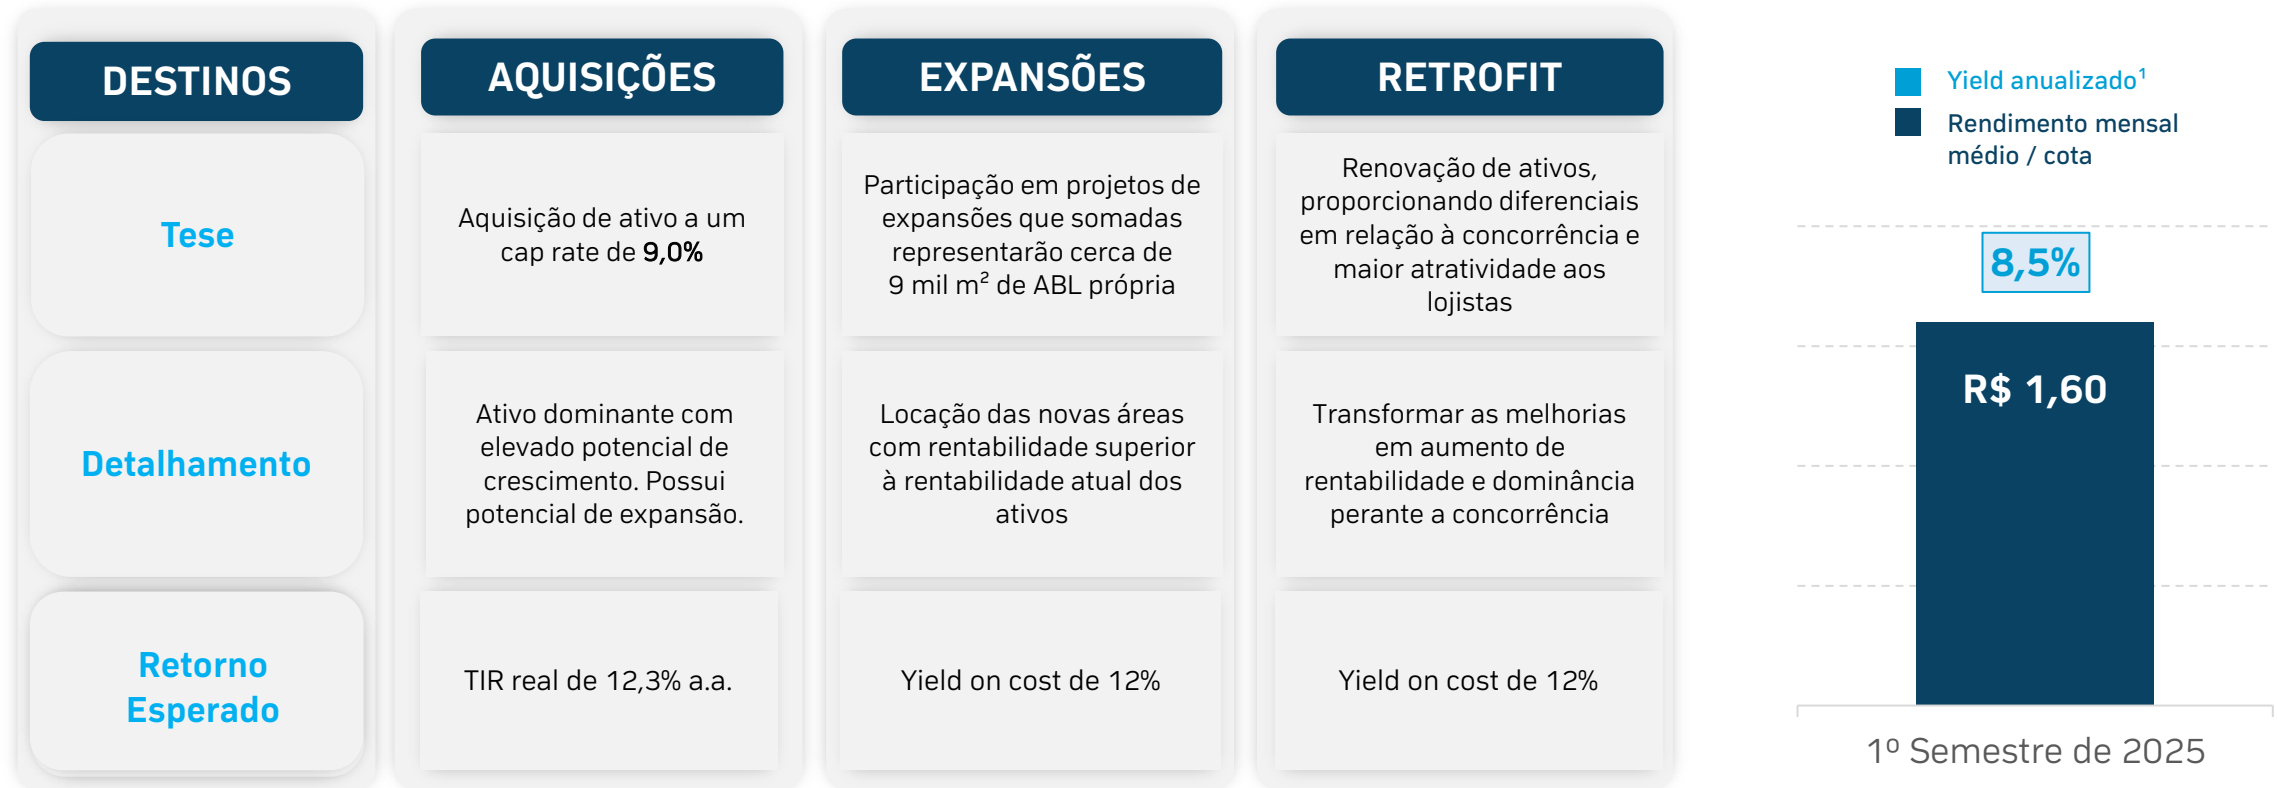 DESTINOS
AQUISIÇÕES
EXPANSÕES
RETROFIT
Tese
Aquisição de ativo a um
cap rate de 9,0%
Participação em projetos de
expansões que somadas
representarão cerca de
9 mil m² de ABL própria
Renovação de ativos,
proporcionando diferenciais
em relação à concorrência e
maior atratividade aos
lojistas
Detalhamento
Ativo dominante com
elevado potencial de
crescimento. Possui
potencial de expansão.
Locação das novas áreas
com rentabilidade superior
à rentabilidade atual dos
ativos
Transformar as melhorias
em aumento de
rentabilidade e dominância
perante a concorrência
Retorno
Esperado
TIR real de 12,3% a.a.
Yield on cost de 12%
Yield on cost de 12%
Yield anualizado¹
Rendimento mensal
médio / cota
8,5%
R$ 1,60
1º Semestre de 2025